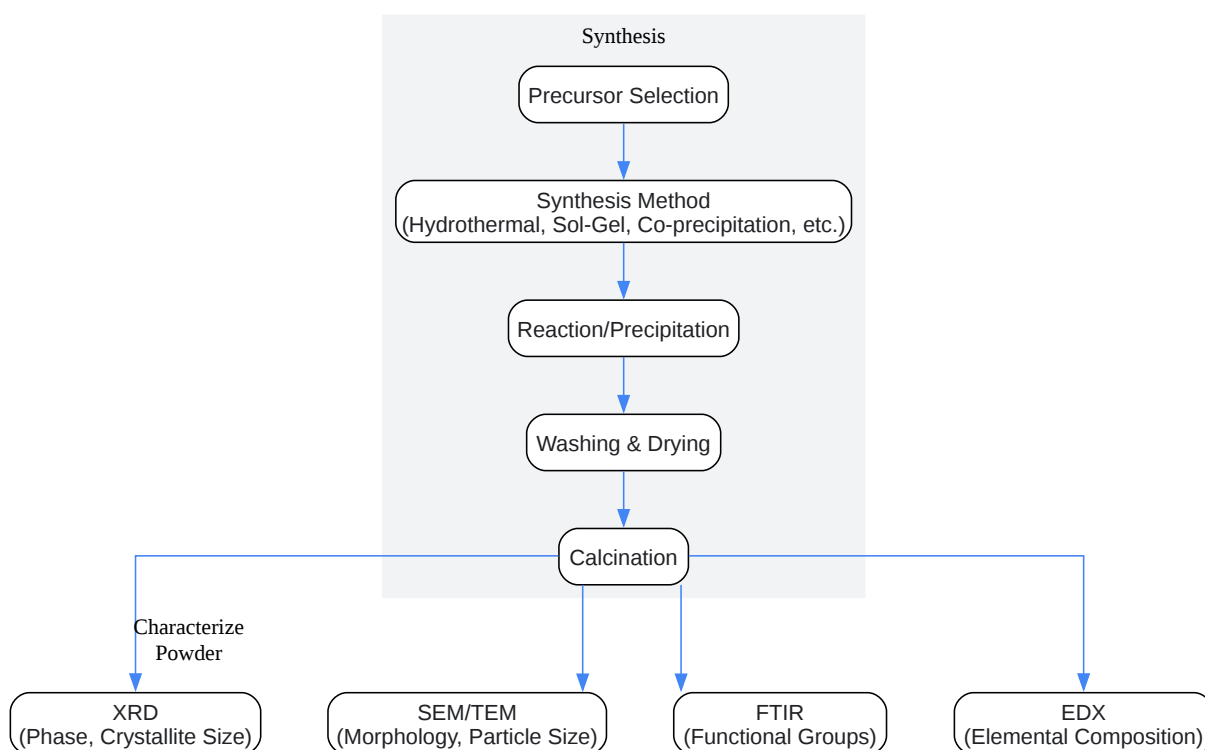 Synthesis
Precursor Selection
Synthesis Method
(Hydrothermal, Sol-Gel, Co-precipitation, etc.)
Reaction/Precipitation
Washing & Drying
Calcination
Characterize
Powder
XRD
(Phase, Crystallite Size)
SEM/TEM
(Morphology, Particle Size)
FTIR
(Functional Groups)
EDX
(Elemental Composition)